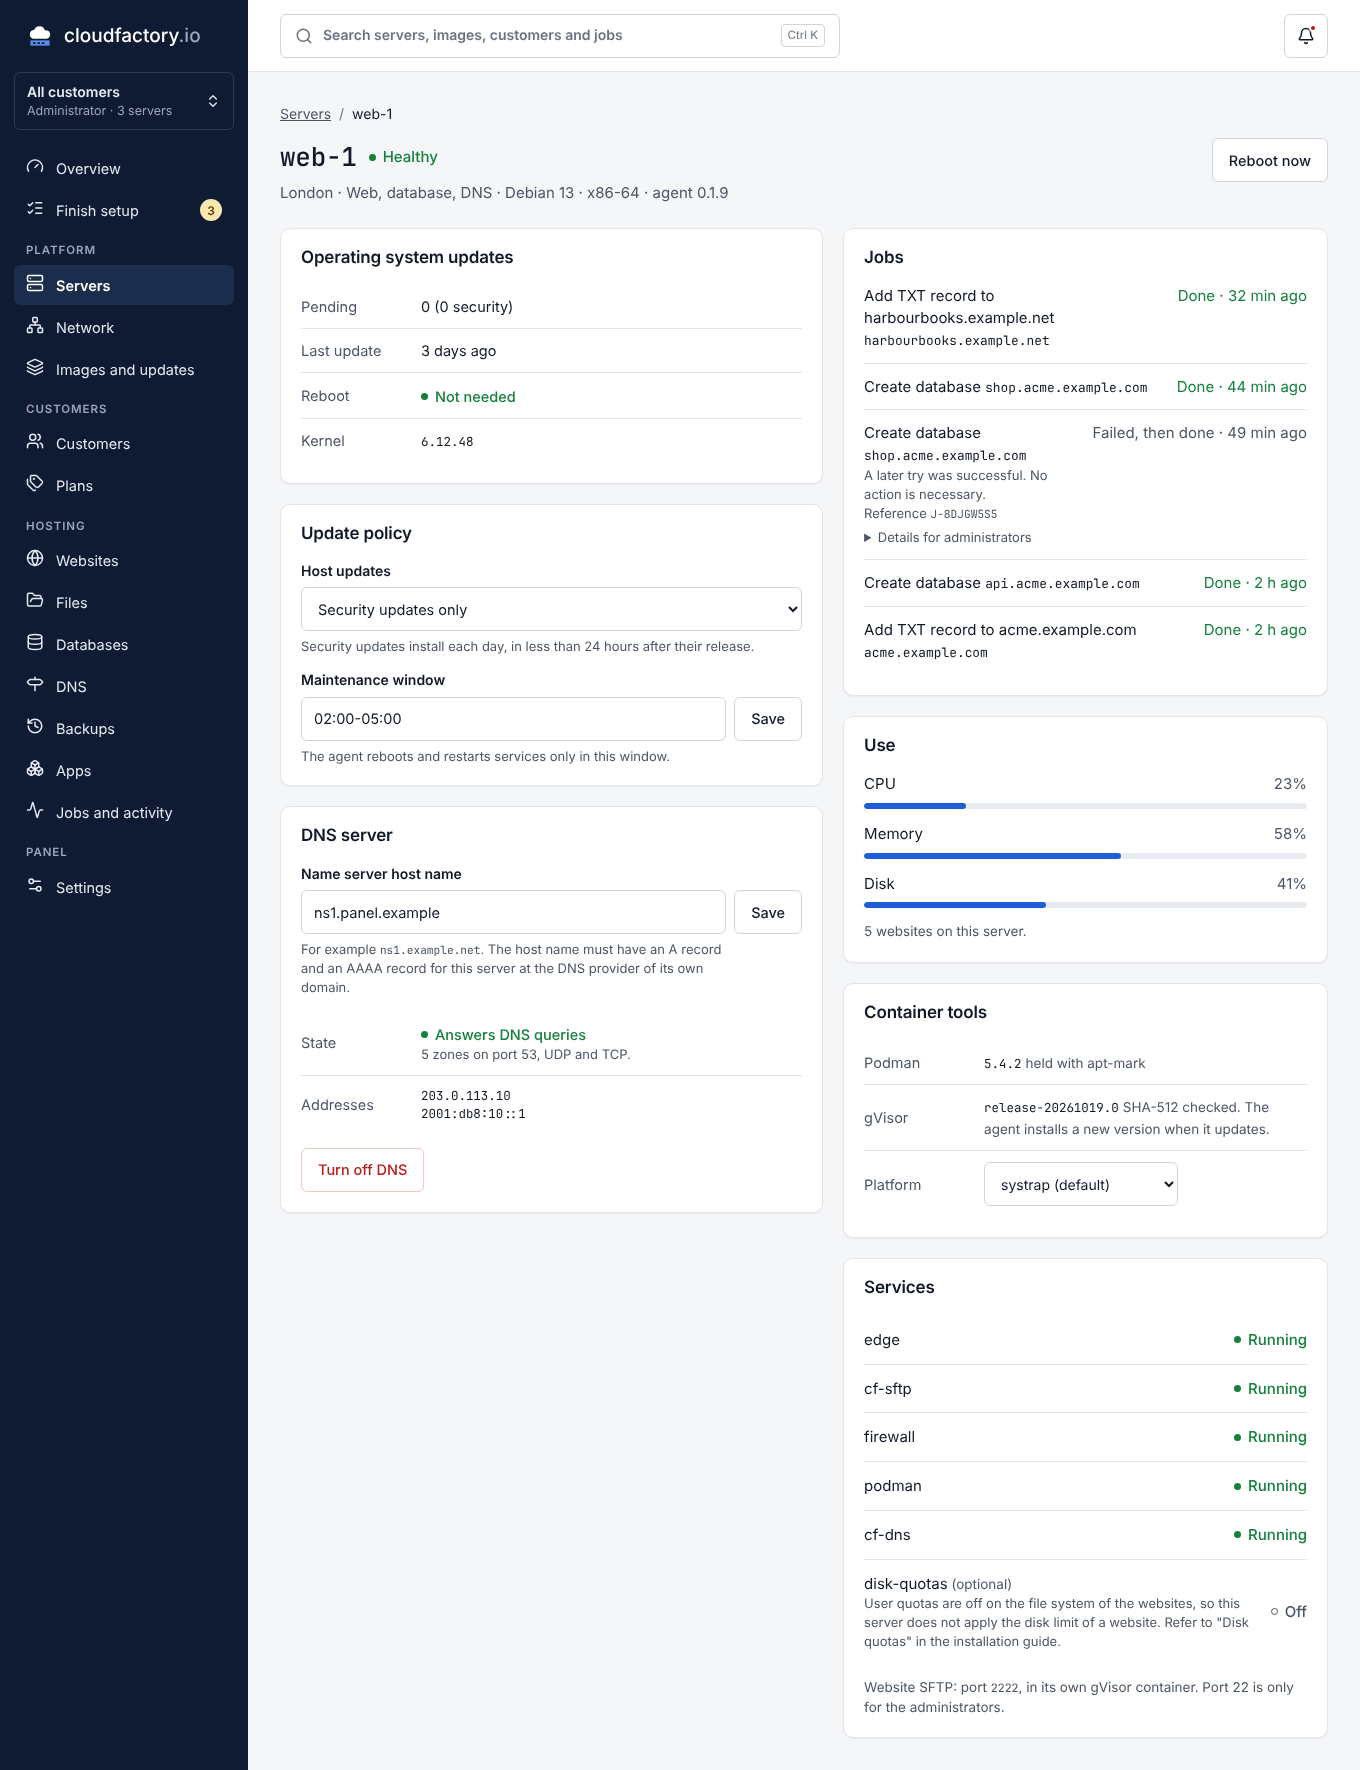 cloudfactory.io
All customers
Administrator · 3 servers
Overview
Finish setup 3
PLATFORM
Servers
Network
Images and updates
CUSTOMERS
Customers
Plans
HOSTING
Websites
Files
Databases
DNS
Backups
Apps
Jobs and activity
PANEL
Settings
Search servers, images, customers and jobs Ctrl K
Servers / web-1
web-1 Healthy
Reboot now
London · Web, database, DNS · Debian 13 · x86-64 · agent 0.1.9
Operating system updates
Pending 0 (0 security)
Last update 3 days ago
Reboot Not needed
Kernel 6.12.48
Update policy
Host updates
Security updates only
Security updates install each day, in less than 24 hours after their release.
Maintenance window
02:00-05:00 Save
The agent reboots and restarts services only in this window.
DNS server
Name server host name
ns1.panel.example Save
For example ns1.example.net. The host name must have an A record
and an AAAA record for this server at the DNS provider of its own
domain.
State Answers DNS queries
5 zones on port 53, UDP and TCP.
Addresses 203.0.113.10
2001:db8:10::1
Turn off DNS
Jobs
Add TXT record to Done · 32 min ago
harbourbooks.example.net
harbourbooks.example.net
Create database shop.acme.example.com Done · 44 min ago
Create database Failed, then done · 49 min ago
shop.acme.example.com
A later try was successful. No
action is necessary.
Reference J-8DJGW5S5
Details for administrators
Create database api.acme.example.com Done · 2 h ago
Add TXT record to acme.example.com Done · 2 h ago
acme.example.com
Use
CPU 23%
Memory 58%
Disk 41%
5 websites on this server.
Container tools
Podman 5.4.2 held with apt-mark
gVisor release-20261019.0 SHA-512 checked. The
agent installs a new version when it updates.
Platform systrap (default)
Services
edge Running
cf-sftp Running
firewall Running
podman Running
cf-dns Running
disk-quotas (optional)
User quotas are off on the file system of the websites, so this
server does not apply the disk limit of a website. Refer to "Disk
quotas" in the installation guide.
Off
Website SFTP: port 2222, in its own gVisor container. Port 22 is only
for the administrators.